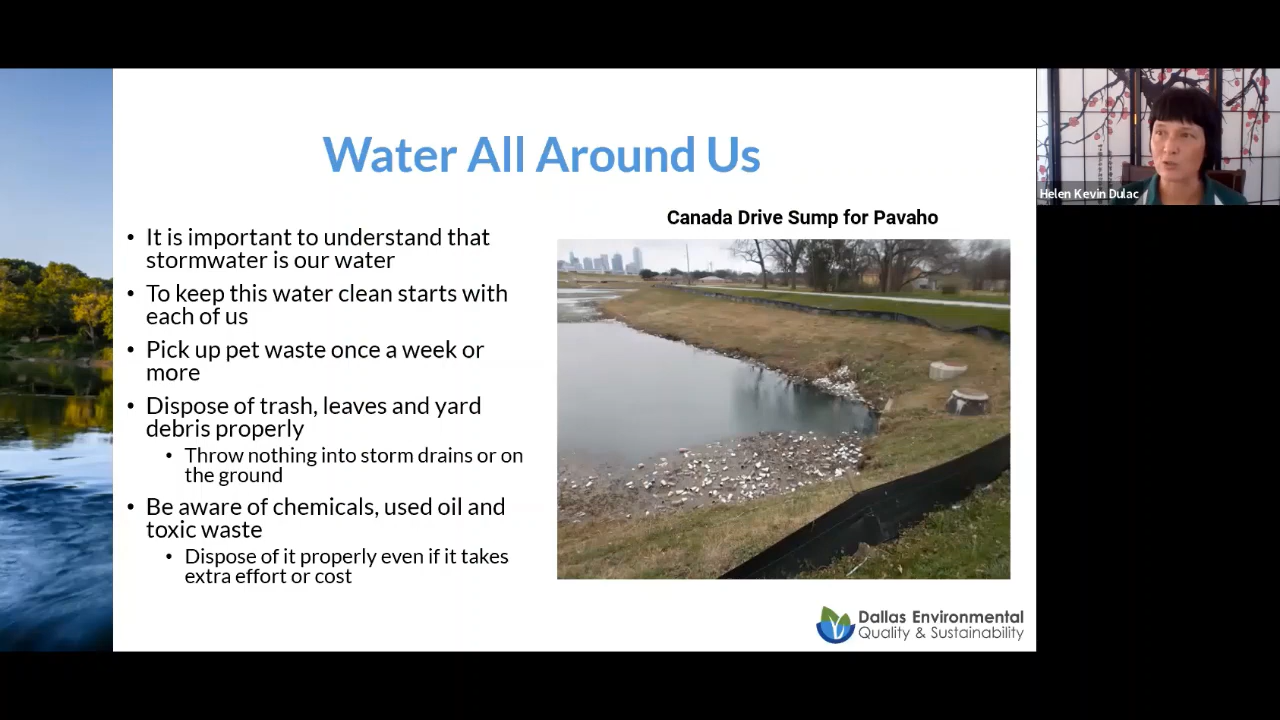 Water All Around Us
Canada Drive Sump for Pavaho
• It is important to understand that
stormwater is our water
• To keep this water clean starts with
each of us
• Pick up pet waste once a week or
more
• Dispose of trash, leaves and yard
debris properly
• Throw nothing into storm drains or on
the ground
• Be aware of chemicals, used oil and
toxic waste
• Dispose of it properly even if it takes
extra effort or cost
Dallas Environmental
Quality & Sustainability
Helen Kevin Dulac